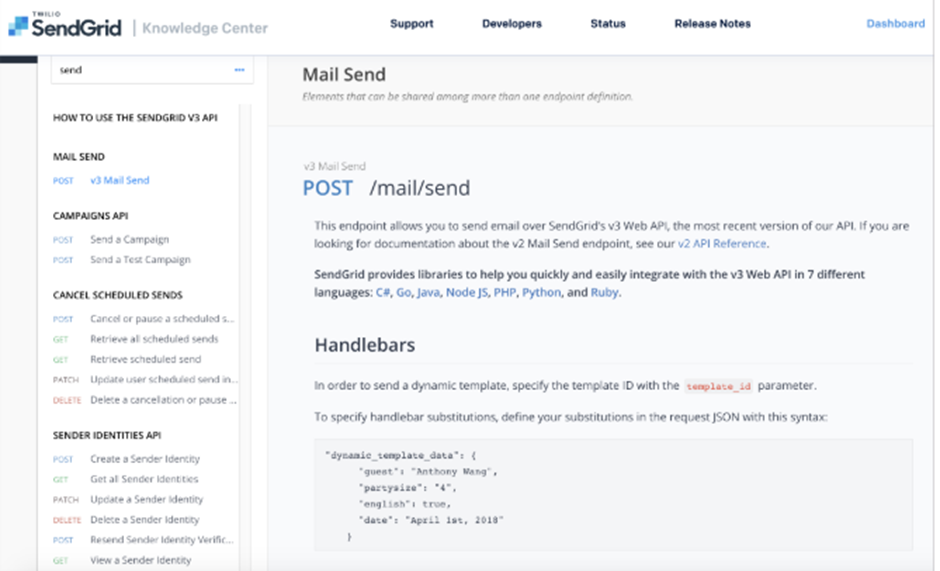 TWILIO
SendGrid | Knowledge Center
Support
Developers
Status
Release Notes
Dashboard
send
HOW TO USE THE SENDGRID V3 API
MAIL SEND
POST v3 Mail Send
CAMPAIGNS API
POST Send a Campaign
POST Send a Test Campaign
CANCEL SCHEDULED SENDS
POST Cancel or pause a scheduled s...
GET Retrieve all scheduled sends
GET Retrieve scheduled send
PATCH Update user scheduled send in...
DELETE Delete a cancellation or pause ...
SENDER IDENTITIES API
POST Create a Sender Identity
GET Get all Sender Identities
PATCH Update a Sender Identity
DELETE Delete a Sender Identity
POST Resend Sender Identity Verific...
GET View a Sender Identity
Mail Send
Elements that can be shared among more than one endpoint definition.
v3 Mail Send
POST /mail/send
This endpoint allows you to send email over SendGrid's v3 Web API, the most recent version of our API. If you are
looking for documentation about the v2 Mail Send endpoint, see our v2 API Reference.
SendGrid provides libraries to help you quickly and easily integrate with the v3 Web API in 7 different
languages: C#, Go, Java, Node JS, PHP, Python, and Ruby.
Handlebars
In order to send a dynamic template, specify the template ID with the template_id parameter.
To specify handlebar substitutions, define your substitutions in the request JSON with this syntax:
"dynamic_template_data": {
"guest": "Anthony Wang",
"partysize": "4",
"english": true,
"date": "April 1st, 2018"
}